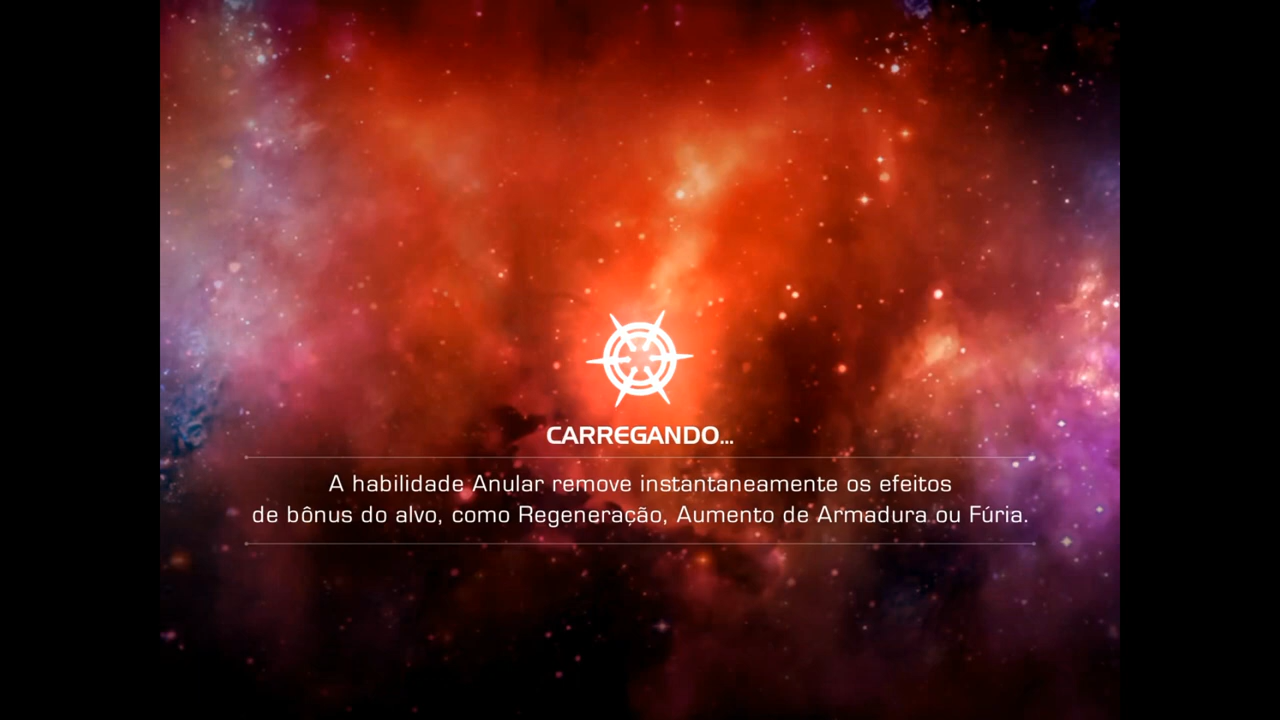 CARREGANDO...
A habilidade Anular remove instantaneamente os efeitos
de bônus do alvo, como Regeneração, Aumento de Armadura ou Fúria.